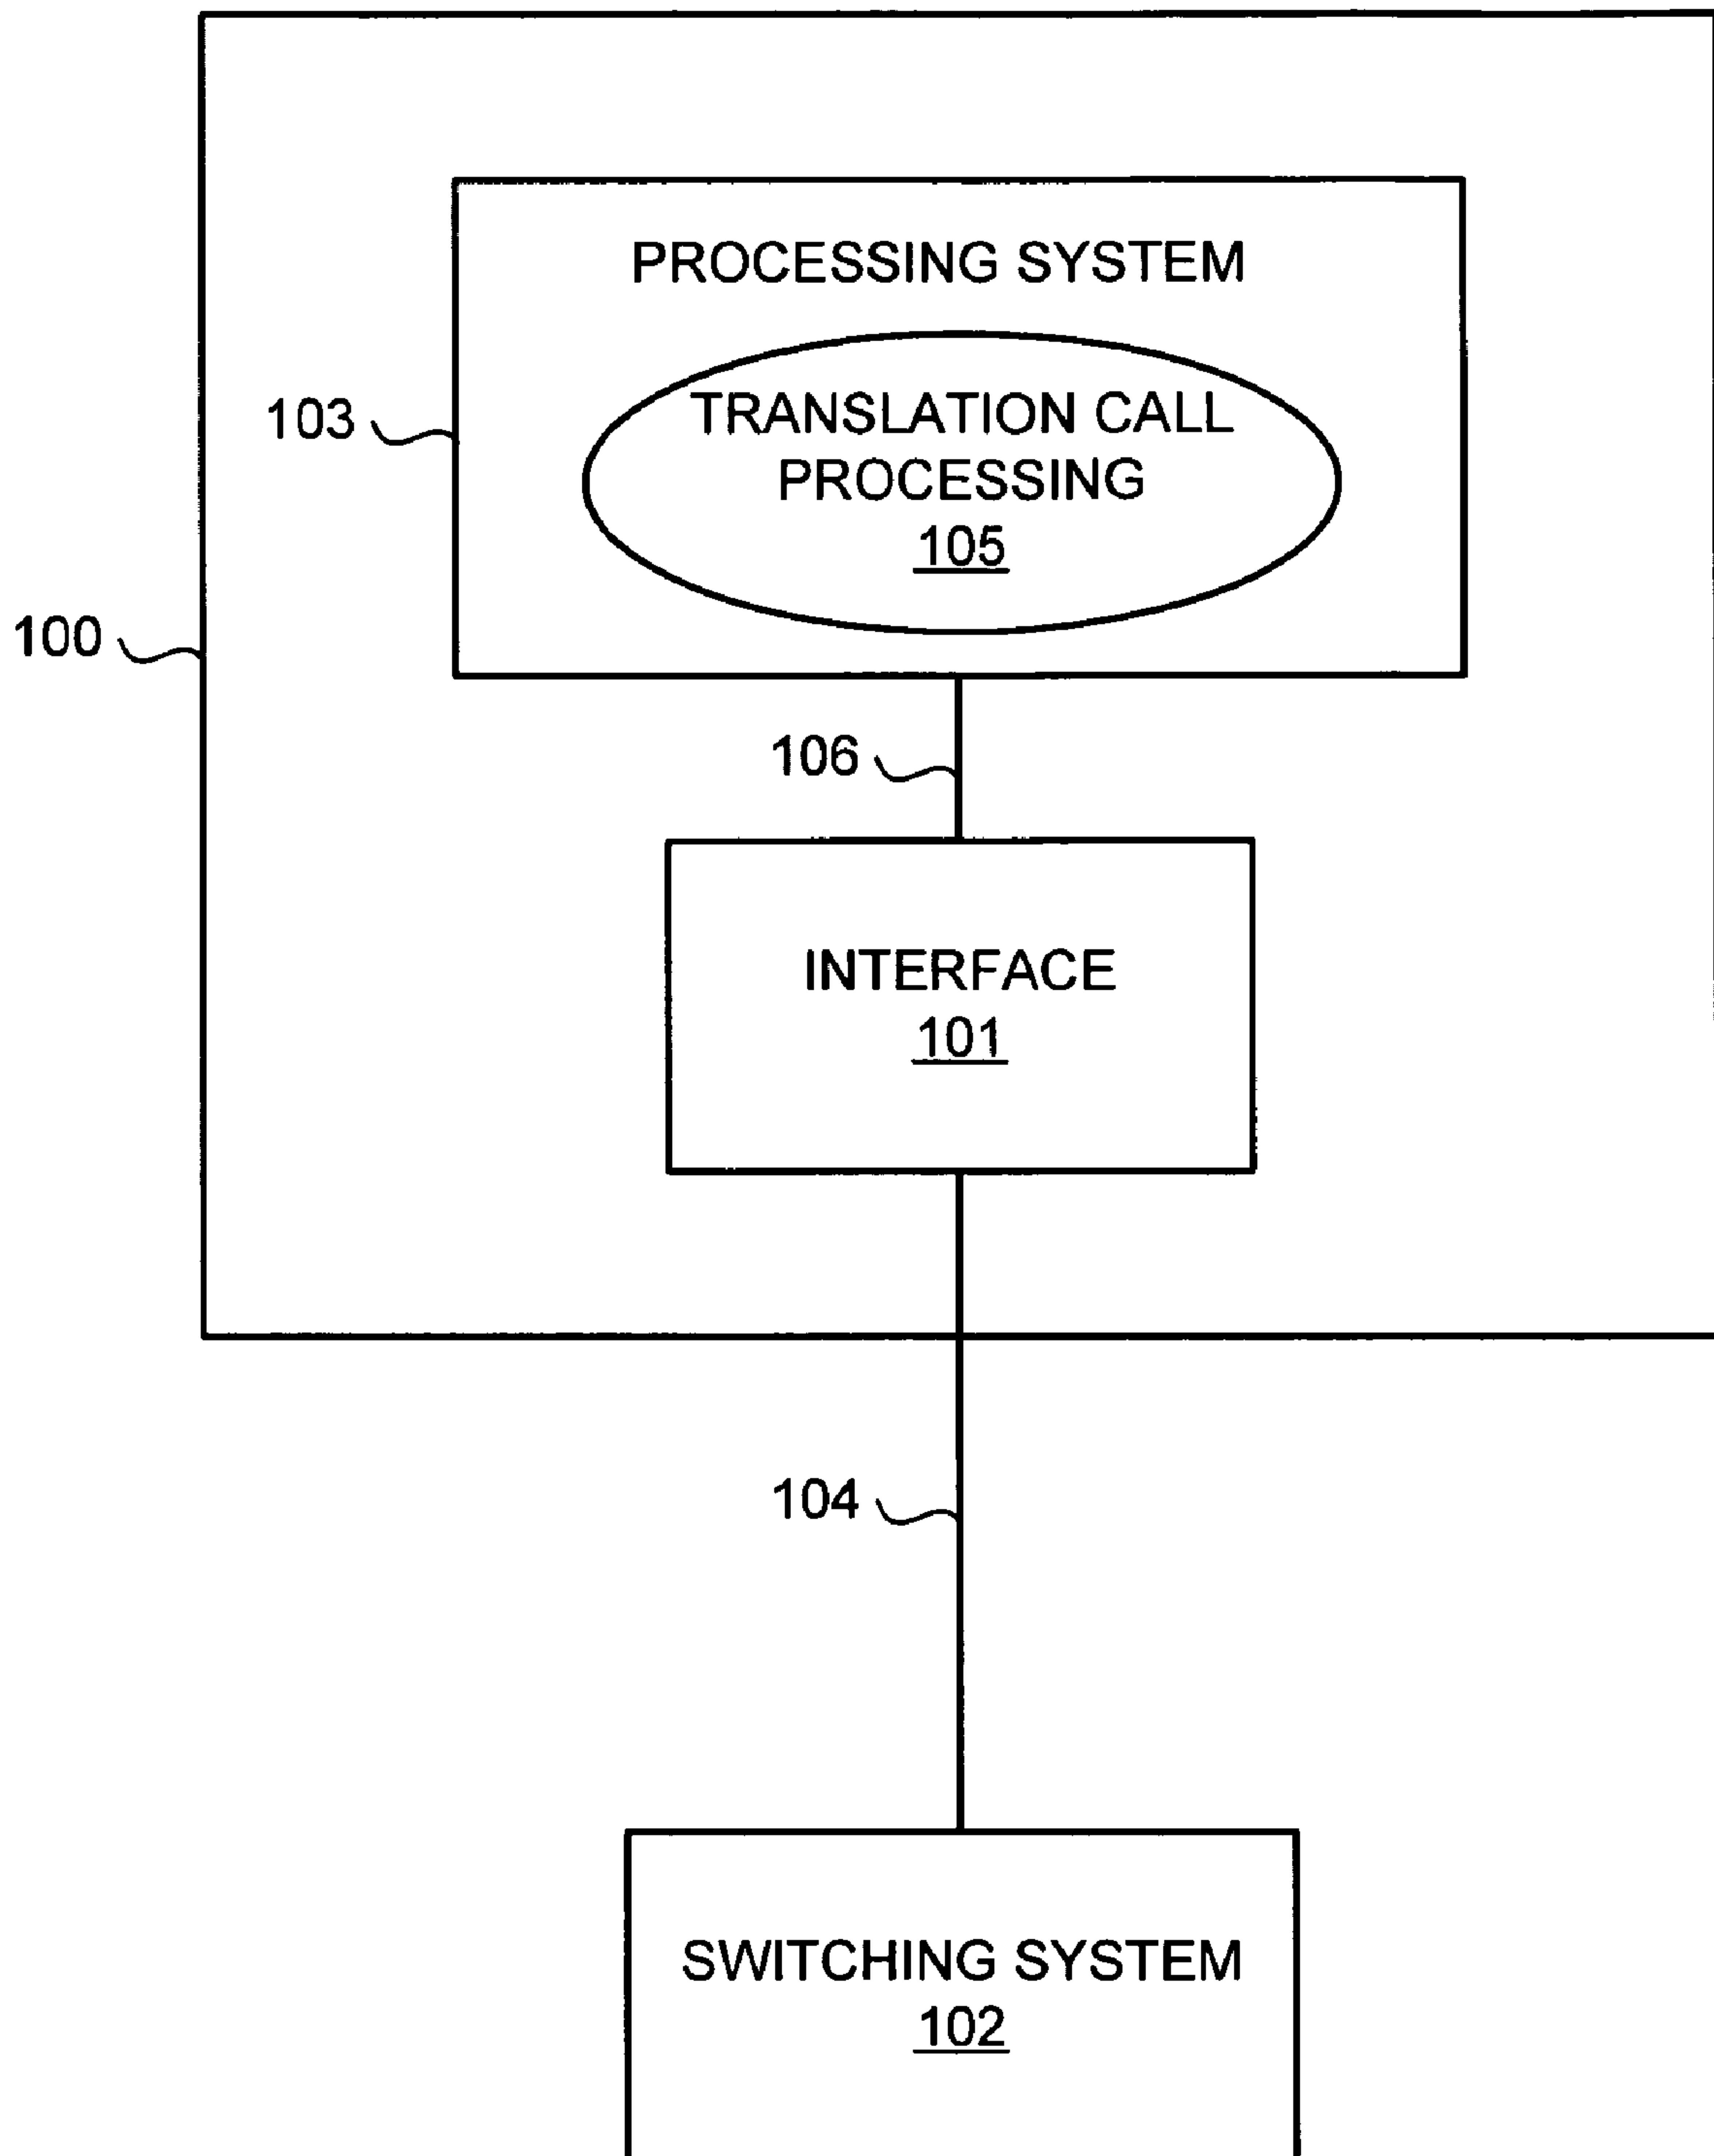 PROCESSING SYSTEM
TRANSLATION CALL
PROCESSING
105
103
100
106
INTERFACE
101
104
SWITCHING SYSTEM
102